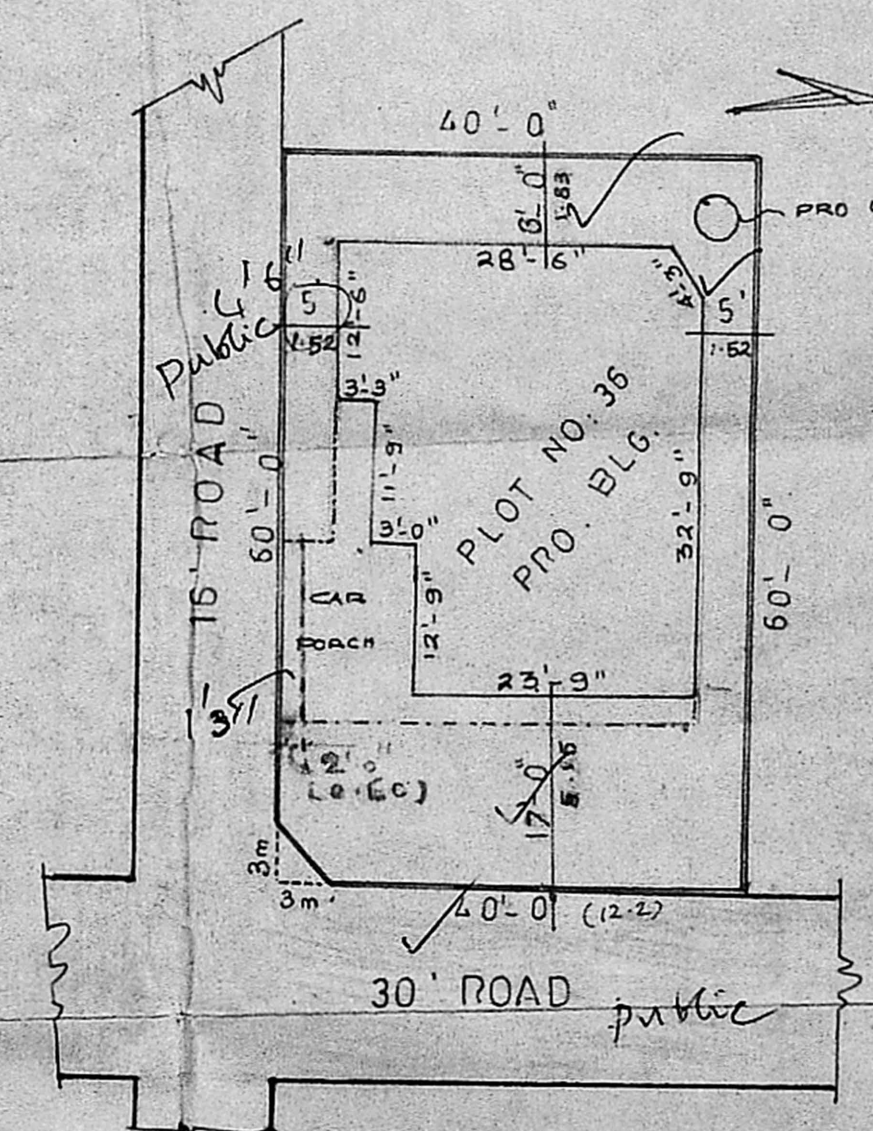 40'-0"
6'-0"
1.83
PRO
28'-6"
4'-3"
4'6"
5'
12'-6"
5'
Public
1.52
1.52
3'-3"
16' ROAD
60'-0"
11'-9"
PLOT NO. 36
PRO. BLG.
32'-9"
60'-0"
3'-0"
CAR
PORCH
12'-9"
23'-9"
1'3"
2'0"
17'-0"
3m
3m
40'-0 (12.2)
30' ROAD
public